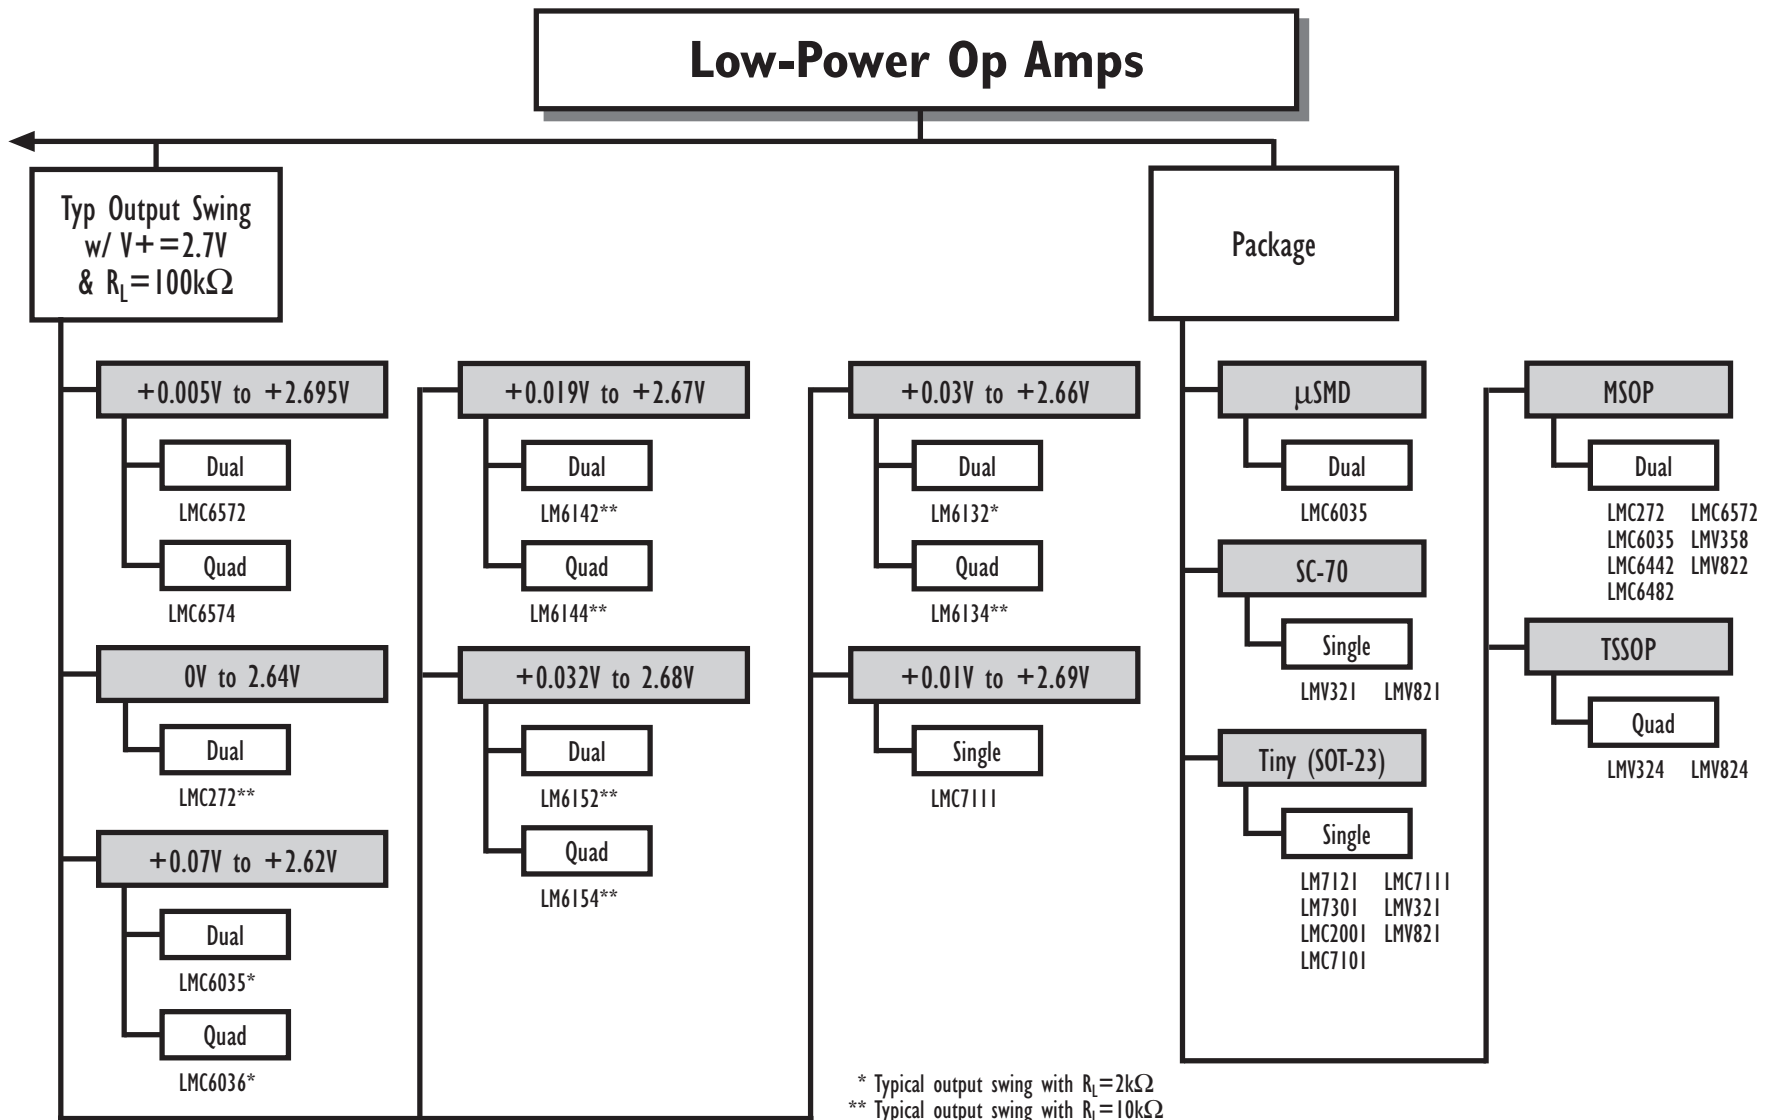 Low-Power Op Amps
Typ Output Swing
w/ V+=2.7V
& RL=100kΩ
+0.005V to +2.695V
Dual
LMC6572
Quad
LMC6574
0V to 2.64V
Dual
LMC272**
+0.07V to +2.62V
Dual
LMC6035*
Quad
LMC6036*
+0.019V to +2.67V
Dual
LM6142**
Quad
LM6144**
+0.032V to 2.68V
Dual
LM6152**
Quad
LM6154**
+0.03V to +2.66V
Dual
LM6132*
Quad
LM6134**
+0.01V to +2.69V
Single
LMC7111
Package
µSMD
Dual
LMC6035
SC-70
Single
LMV321 LMV821
Tiny (SOT-23)
Single
LM7121 LMC7111
LM7301 LMV321
LMC2001 LMV821
LMC7101
MSOP
Dual
LMC272 LMC6572
LMC6035 LMV358
LMC6442 LMV822
LMC6482
TSSOP
Quad
LMV324 LMV824
* Typical output swing with RL=2kΩ
** Typical output swing with RL=10kΩ